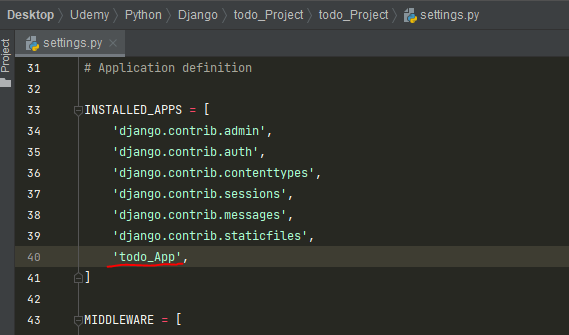 Desktop > Udemy > Python > Django > todo_Project > todo_Project > settings.py
Project
settings.py ×
31 # Application definition
32
33 INSTALLED_APPS = [
34     'django.contrib.admin',
35     'django.contrib.auth',
36     'django.contrib.contenttypes',
37     'django.contrib.sessions',
38     'django.contrib.messages',
39     'django.contrib.staticfiles',
40     'todo_App',
41 ]
42
43 MIDDLEWARE = [